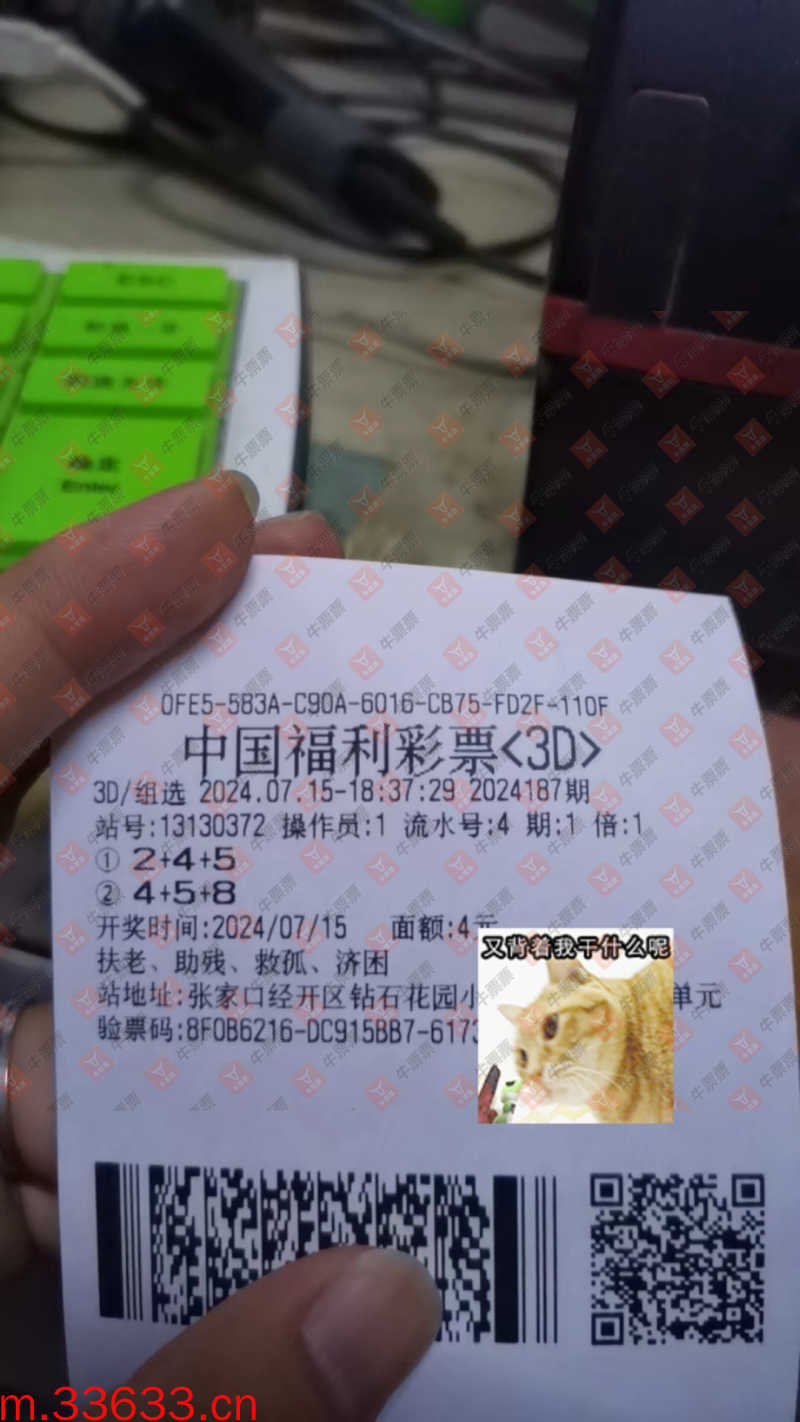 Enter
0FE5-583A-C90A-6016-CB75-FD2F-110F
中国福利彩票<3D>
3D/组选 2024.07.15-18:37:29 2024187期
站号:13130372 操作员:1 流水号:4 期:1 倍:1
① 2+4+5
② 4+5+8
开奖时间:2024/07/15 面额:4元
又背着我干什么呢
扶老、助残、救孤、济困
站地址:张家口经开区钻石花园小 单元
验票码:8F0B6216-DC915BB7-6173
牛票票
m.33633.cn